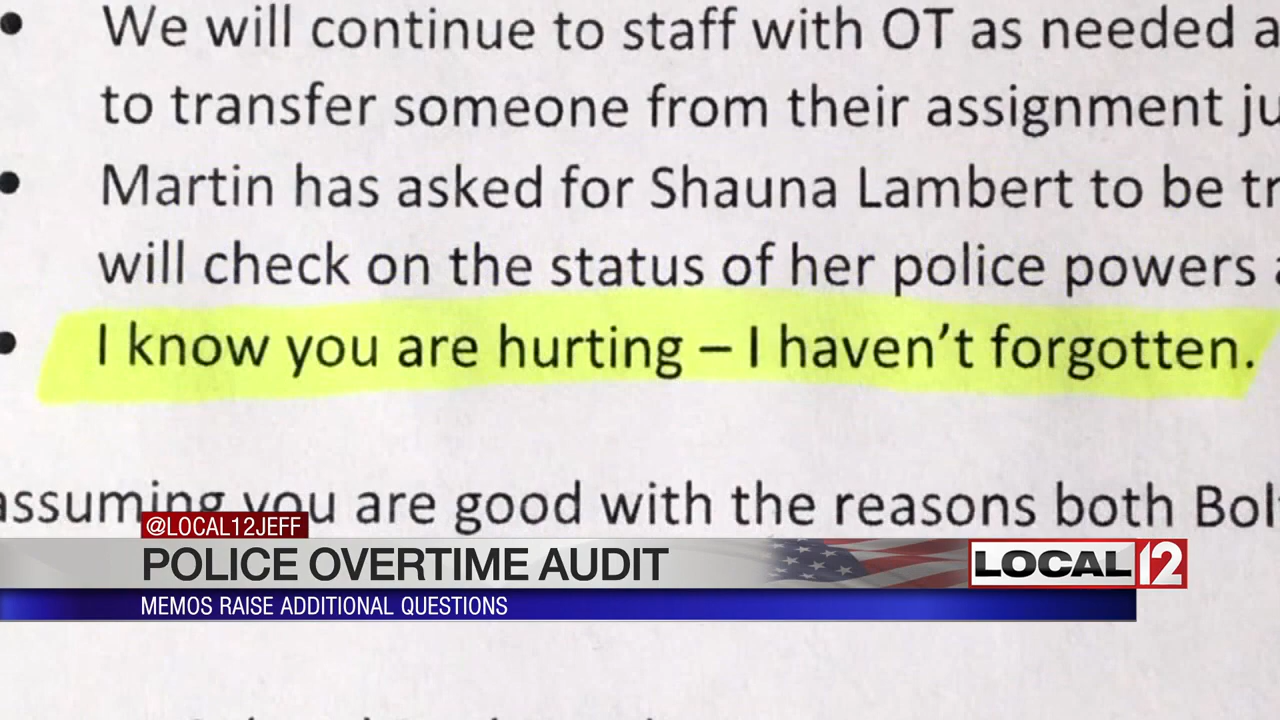 • We will continue to staff with OT as needed a
to transfer someone from their assignment ju
• Martin has asked for Shauna Lambert to be tr
will check on the status of her police powers
• I know you are hurting – I haven't forgotten.
assuming you are good with the reasons both Bol
@LOCAL12JEFF
POLICE OVERTIME AUDIT
LOCAL 12
MEMOS RAISE ADDITIONAL QUESTIONS